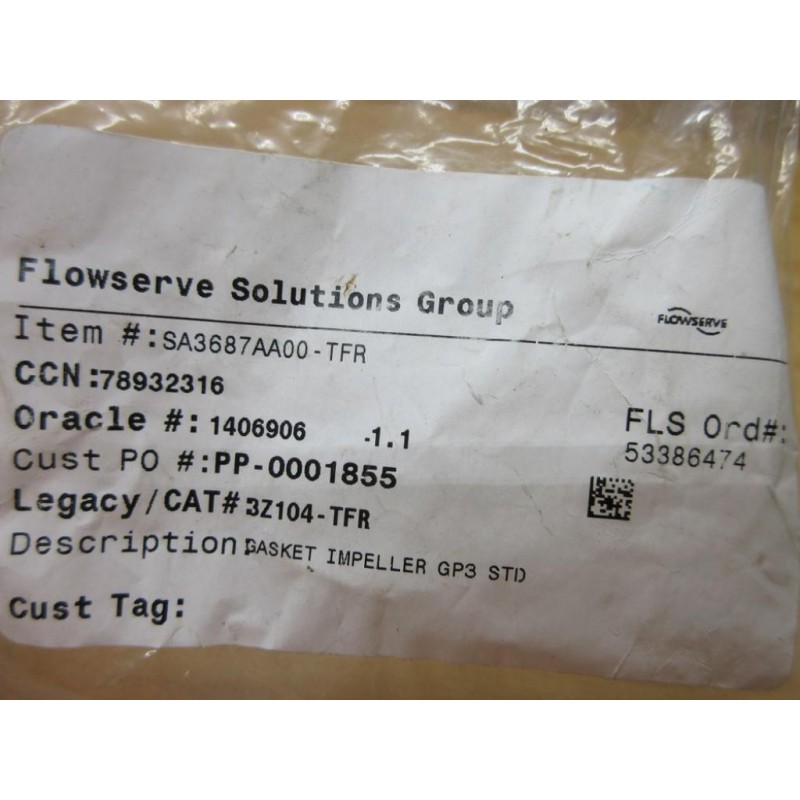 Flowserve Solutions Group
FLOWSERVE
Item #:SA3687AA00-TFR
CCN:78932316
Oracle #: 1406906 -1.1
FLS Ord#:
53386474
Cust PO #:PP-0001855
Legacy/CAT#:3Z104-TFR
Description:GASKET IMPELLER GP3 STD
Cust Tag: